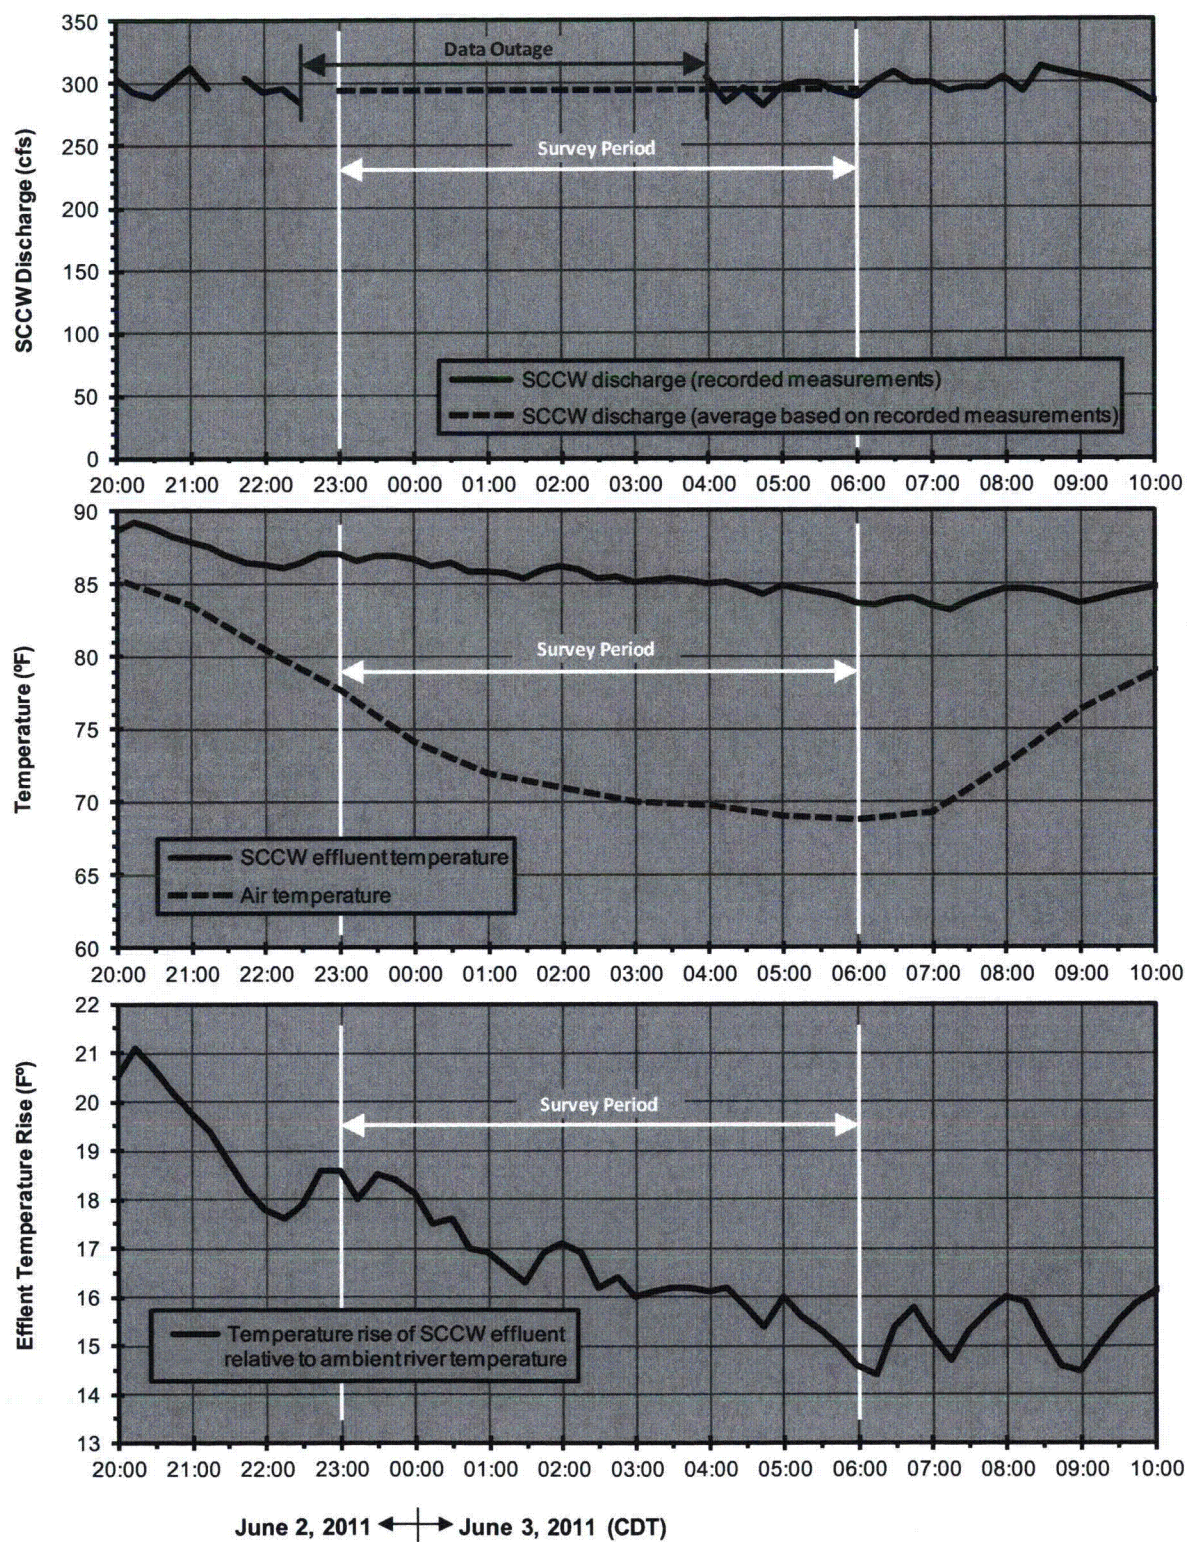 350
300
250
200
150
100
50
0
SCCW Discharge (cfs)
Data Outage
Survey Period
SCCW discharge (recorded measurements)
SCCW discharge (average based on recorded measurements)
20:00 21:00 22:00 23:00 00:00 01:00 02:00 03:00 04:00 05:00 06:00 07:00 08:00 09:00 10:00
90
85
80
75
70
65
60
Temperature (ºF)
Survey Period
SCCW effluent temperature
Air temperature
20:00 21:00 22:00 23:00 00:00 01:00 02:00 03:00 04:00 05:00 06:00 07:00 08:00 09:00 10:00
22
21
20
19
18
17
16
15
14
13
Efflent Temperature Rise (Fº)
Survey Period
Temperature rise of SCCW effluent
relative to ambient river temperature
20:00 21:00 22:00 23:00 00:00 01:00 02:00 03:00 04:00 05:00 06:00 07:00 08:00 09:00 10:00
June 2, 2011 June 3, 2011 (CDT)